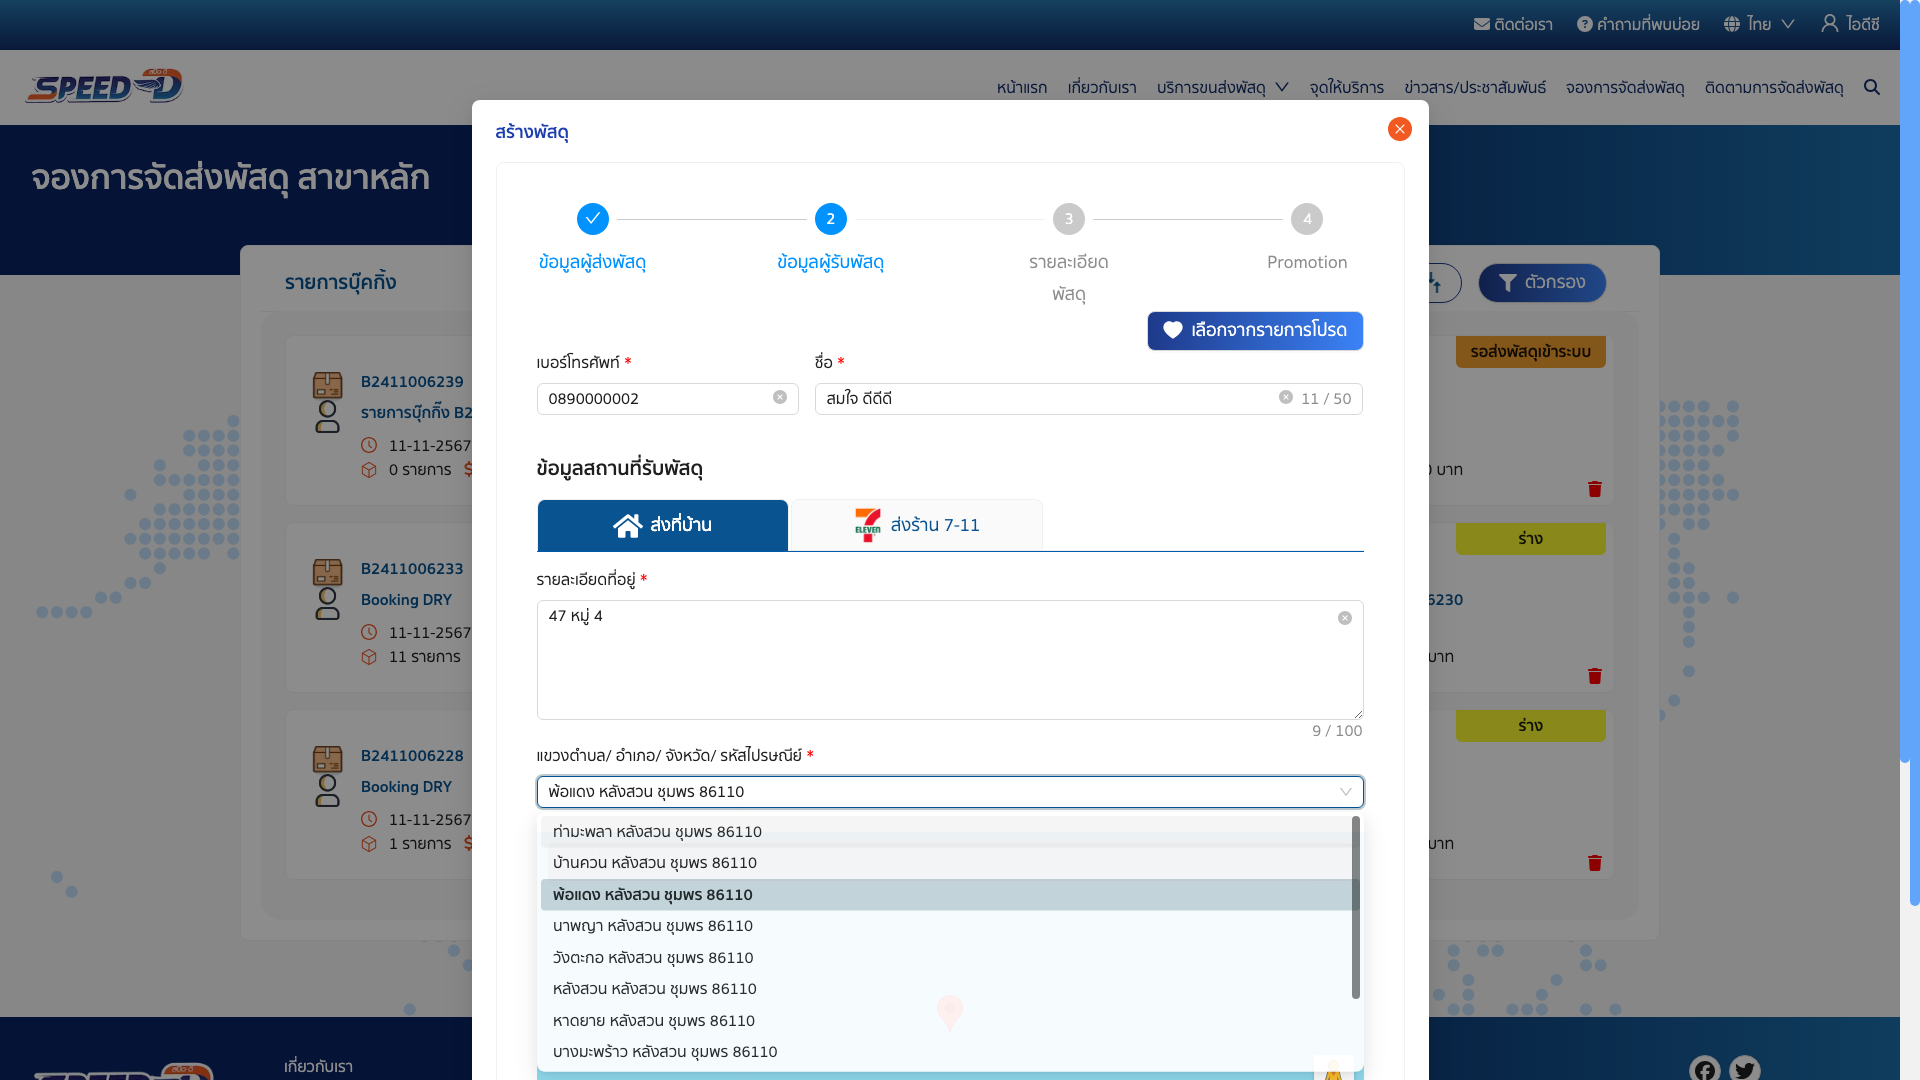 ติดต่อเรา
คำถามที่พบบ่อย
ไทย
ไอดีซี
SPEED-D
หน้าแรก
เกี่ยวกับเรา
บริการขนส่งพัสดุ
จุดให้บริการ
ข่าวสาร/ประชาสัมพันธ์
จองการจัดส่งพัสดุ
ติดตามการจัดส่งพัสดุ
สร้างพัสดุ
จองการจัดส่งพัสดุ สาขาหลัก
2
3
4
ข้อมูลผู้ส่งพัสดุ
ข้อมูลผู้รับพัสดุ
รายละเอียด
พัสดุ
Promotion
รายการบุ๊คกิ้ง
ตัวกรอง
เลือกจากรายการโปรด
เบอร์โทรศัพท์ *
ชื่อ *
0890000002
สมใจ ดีดีดี
11 / 50
ข้อมูลสถานที่รับพัสดุ
ส่งที่บ้าน
7 ELEVEN
ส่งร้าน 7-11
รายละเอียดที่อยู่ *
47 หมู่ 4
9 / 100
แขวงตำบล/ อำเภอ/ จังหวัด/ รหัสไปรษณีย์ *
พ้อแดง หลังสวน ชุมพร 86110
ท่ามะพลา หลังสวน ชุมพร 86110
บ้านควน หลังสวน ชุมพร 86110
พ้อแดง หลังสวน ชุมพร 86110
นาพญา หลังสวน ชุมพร 86110
วังตะกอ หลังสวน ชุมพร 86110
หลังสวน หลังสวน ชุมพร 86110
หาดยาย หลังสวน ชุมพร 86110
บางมะพร้าว หลังสวน ชุมพร 86110
B2411006239
รายการบุ๊กกิ๊ง B2
11-11-2567
0 รายการ
รอส่งพัสดุเข้าระบบ
0 บาท
B2411006233
Booking DRY
11-11-2567
11 รายการ
ร่าง
6230
บาท
B2411006228
Booking DRY
11-11-2567
1 รายการ
ร่าง
บาท
เกี่ยวกับเรา